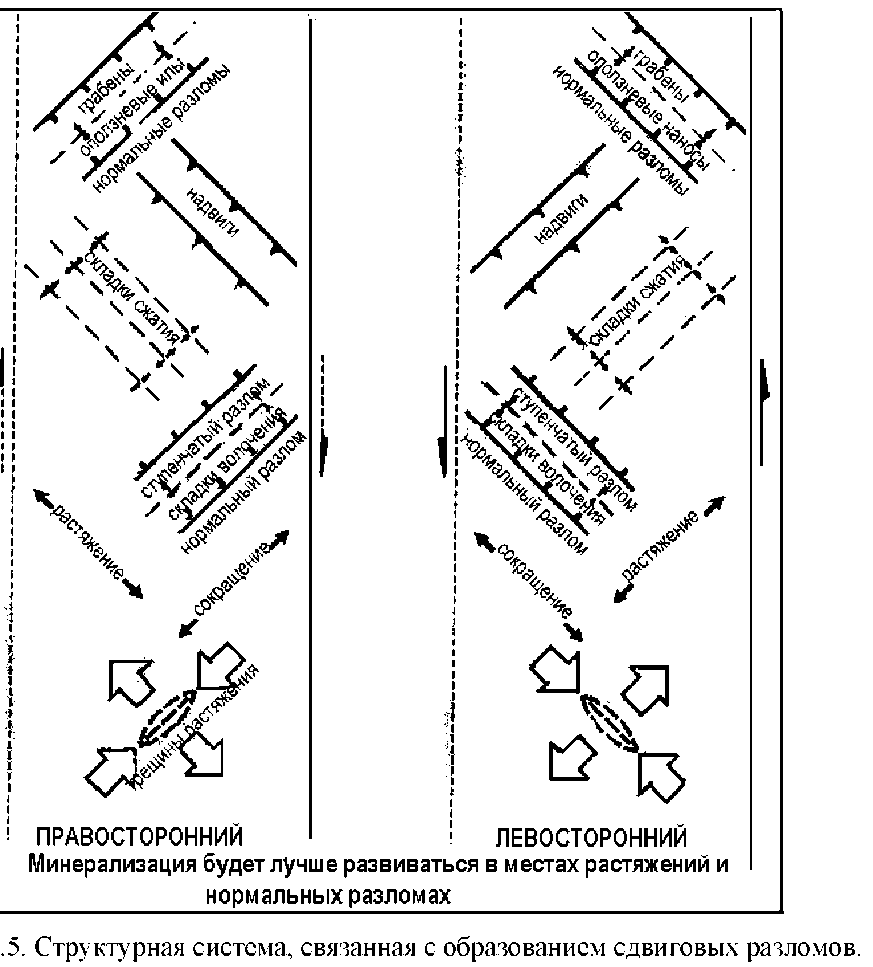 грабены
оползневые илы
нормальные разломы
надвиги
складки сжатия
ступенчатый разлом
складки волочения
нормальный разлом
растяжение
сокращение
трещины растяжения
ПРАВОСТОРОННИЙ
грабены
оползневые наносы
нормальные разломы
надвиги
складки сжатия
ступенчатый разлом
складки волочения
нормальный разлом
сокращение
растяжение
ЛЕВОСТОРОННИЙ
Минерализация будет лучше развиваться в местах растяжений и
нормальных разломах
.5. Структурная система, связанная с образованием сдвиговых разломов.